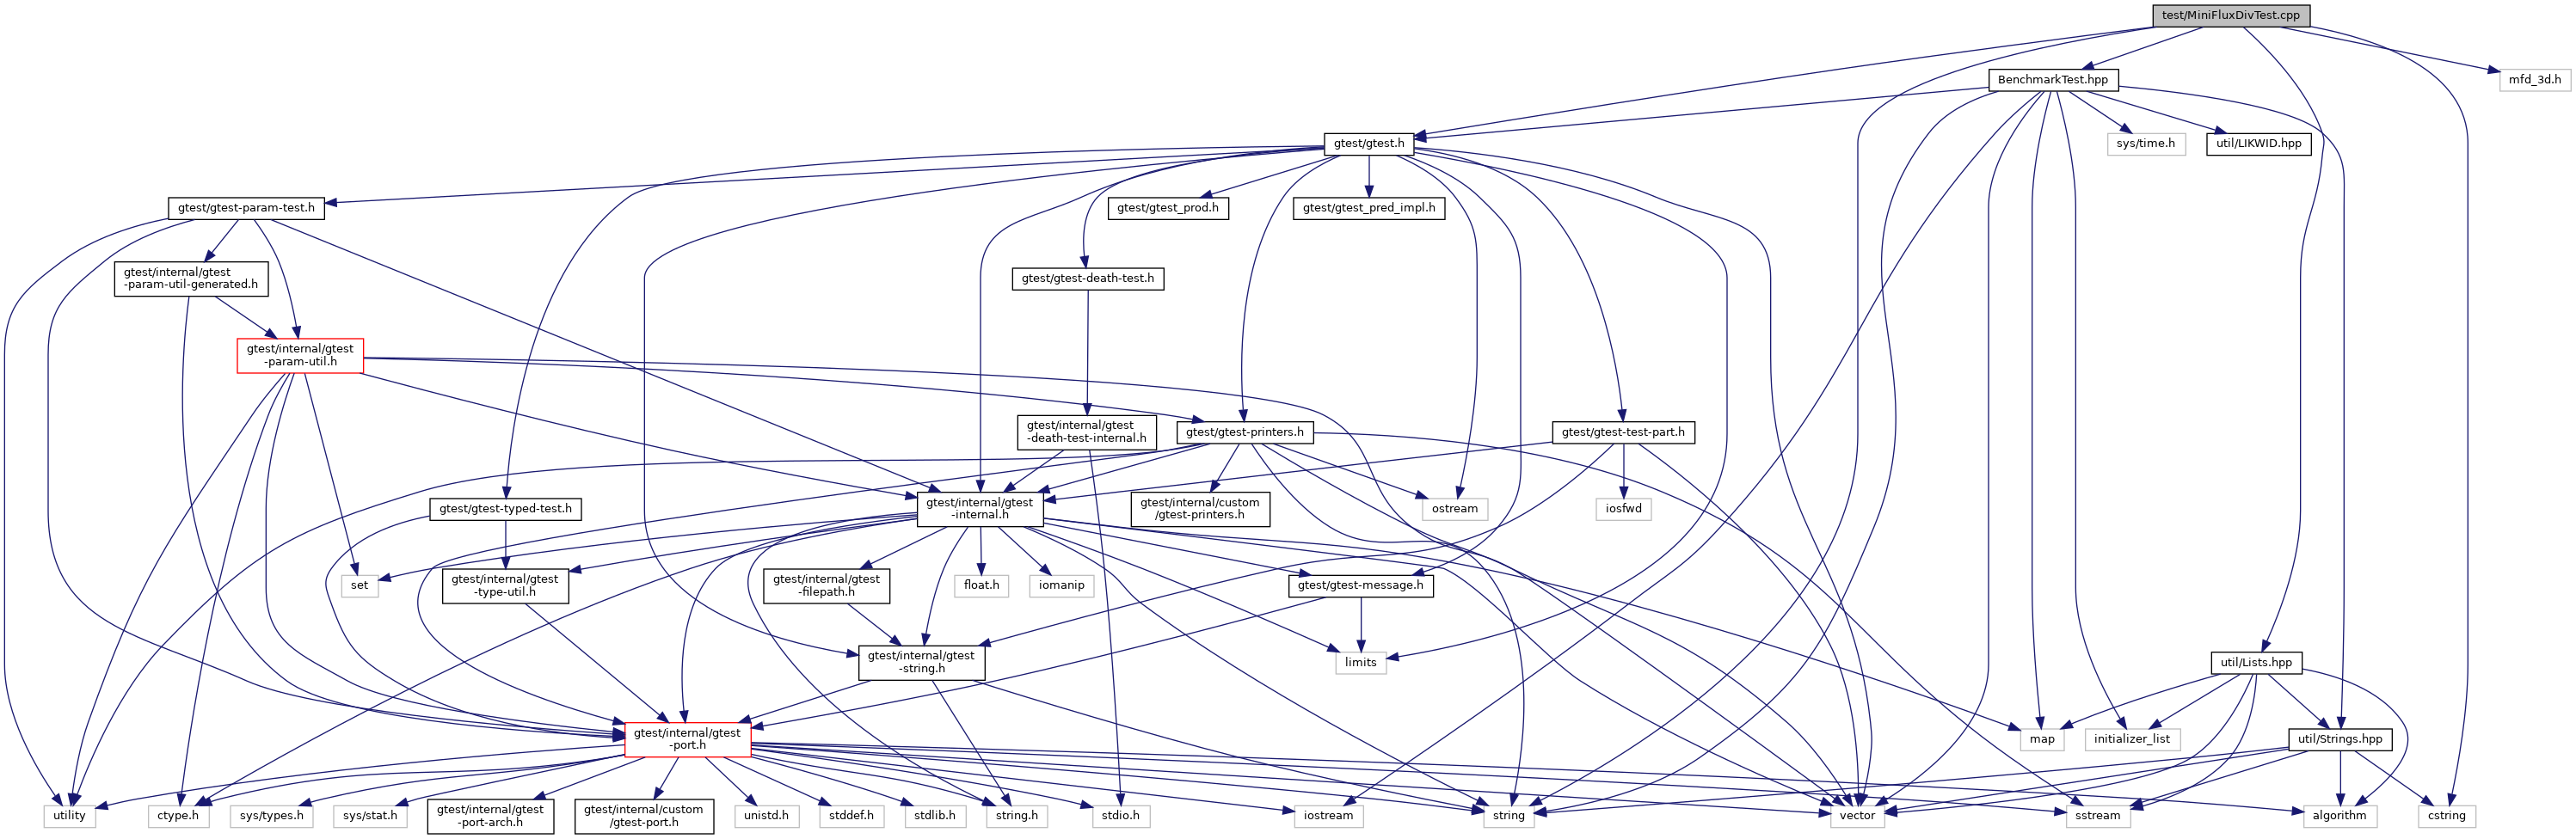 test/MiniFluxDivTest.cpp
BenchmarkTest.hpp
mfd_3d.h
gtest/gtest.h
sys/time.h
util/LIKWID.hpp
gtest/gtest-param-test.h
gtest/gtest_prod.h
gtest/gtest_pred_impl.h
gtest/internal/gtest
-param-util-generated.h
gtest/gtest-death-test.h
gtest/internal/gtest
-param-util.h
gtest/internal/gtest
-death-test-internal.h
gtest/gtest-printers.h
gtest/gtest-test-part.h
gtest/gtest-typed-test.h
gtest/internal/gtest
-internal.h
gtest/internal/custom
/gtest-printers.h
ostream
iosfwd
set
gtest/internal/gtest
-type-util.h
gtest/internal/gtest
-filepath.h
float.h
iomanip
gtest/gtest-message.h
gtest/internal/gtest
-string.h
limits
util/Lists.hpp
gtest/internal/gtest
-port.h
map
initializer_list
util/Strings.hpp
utility
ctype.h
sys/types.h
sys/stat.h
gtest/internal/gtest
-port-arch.h
gtest/internal/custom
/gtest-port.h
unistd.h
stddef.h
stdlib.h
string.h
stdio.h
iostream
string
vector
sstream
algorithm
cstring